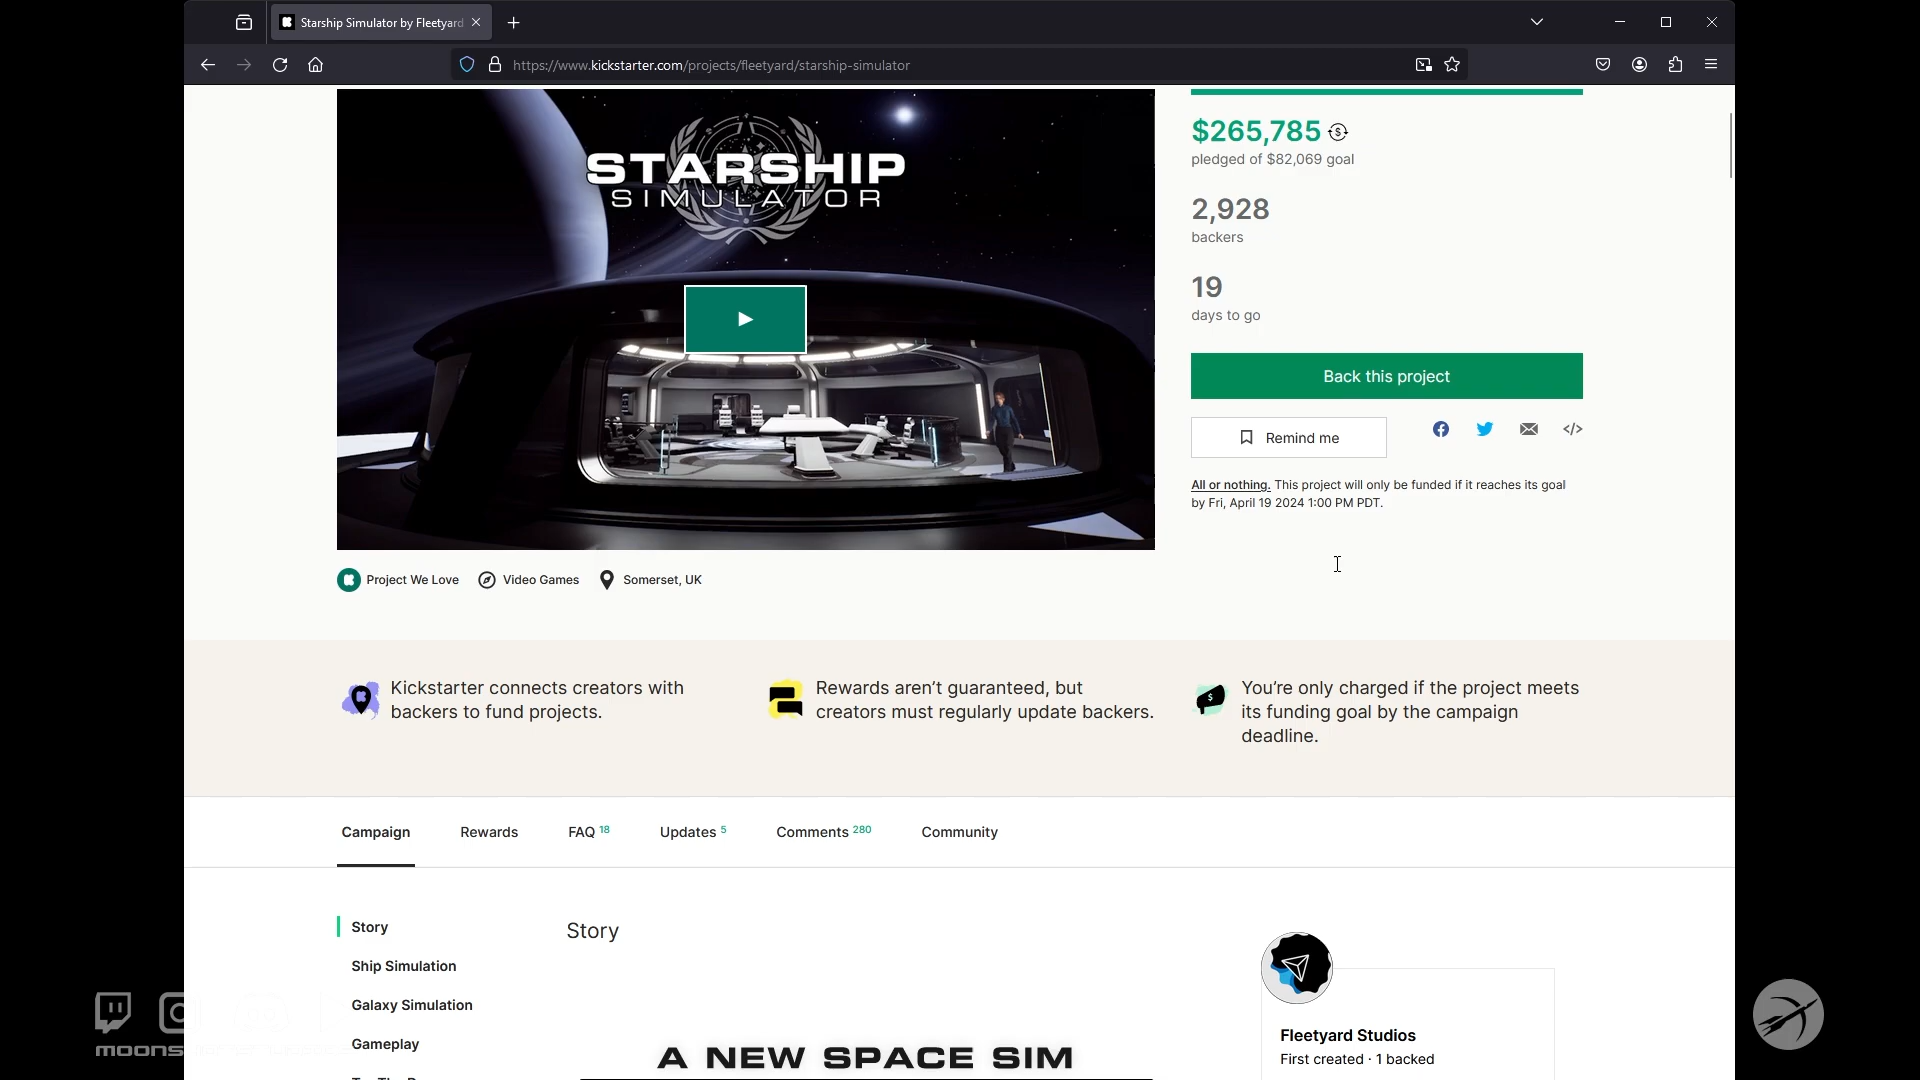 Starship Simulator by Fleetyard
https://www.kickstarter.com/projects/fleetyard/starship-simulator
STARSHIP
SIMULATOR
$265,785
pledged of $82,069 goal
2,928
backers
19
days to go
Back this project
Remind me
All or nothing. This project will only be funded if it reaches its goal
by Fri, April 19 2024 1:00 PM PDT.
Project We Love
Video Games
Somerset, UK
Kickstarter connects creators with
backers to fund projects.
Rewards aren’t guaranteed, but
creators must regularly update backers.
You’re only charged if the project meets
its funding goal by the campaign
deadline.
Campaign
Rewards
FAQ 18
Updates 5
Comments 280
Community
Story
Ship Simulation
Galaxy Simulation
Gameplay
Story
A NEW SPACE SIM
Fleetyard Studios
First created · 1 backed